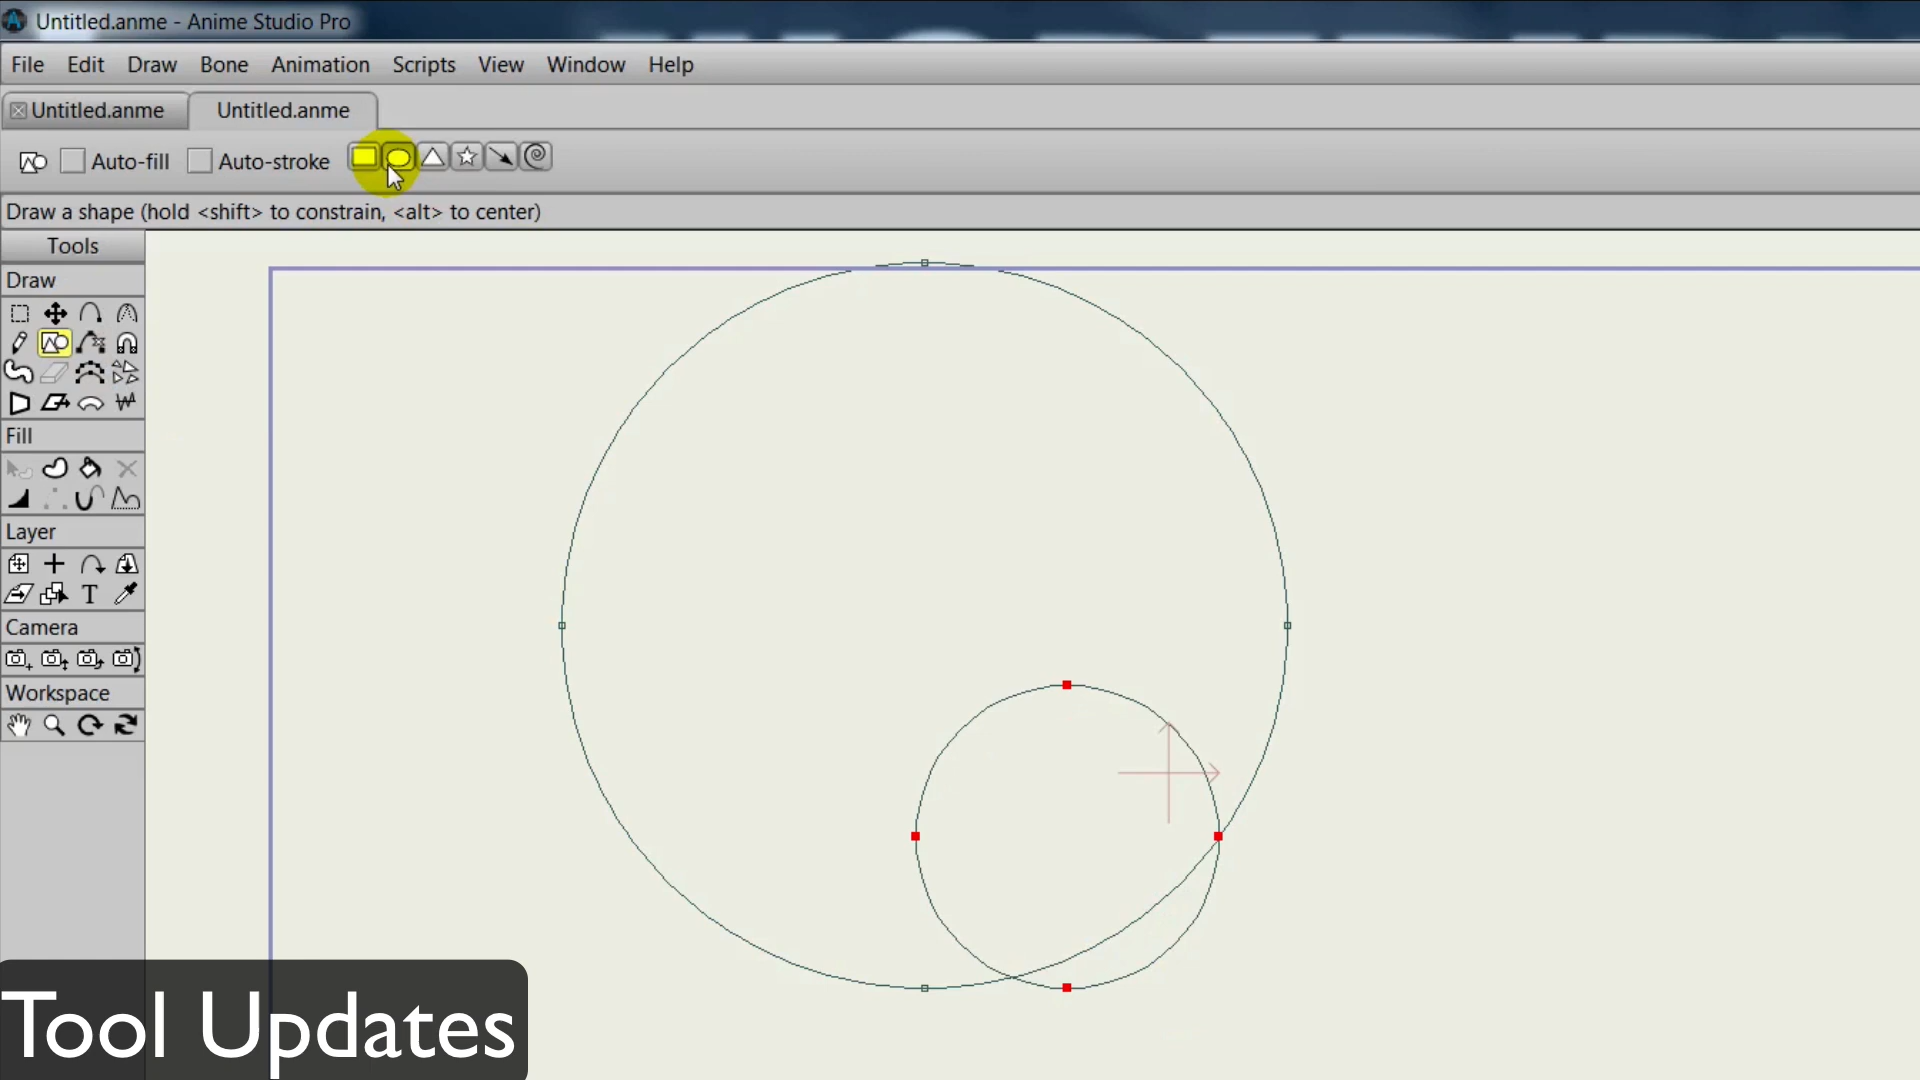 Untitled.anme - Anime Studio Pro
File Edit Draw Bone Animation Scripts View Window Help
Untitled.anme Untitled.anme
Auto-fill Auto-stroke
Draw a shape (hold <shift> to constrain, <alt> to center)
Tools
Draw
Fill
Layer
T
Camera
Workspace
Tool Updates